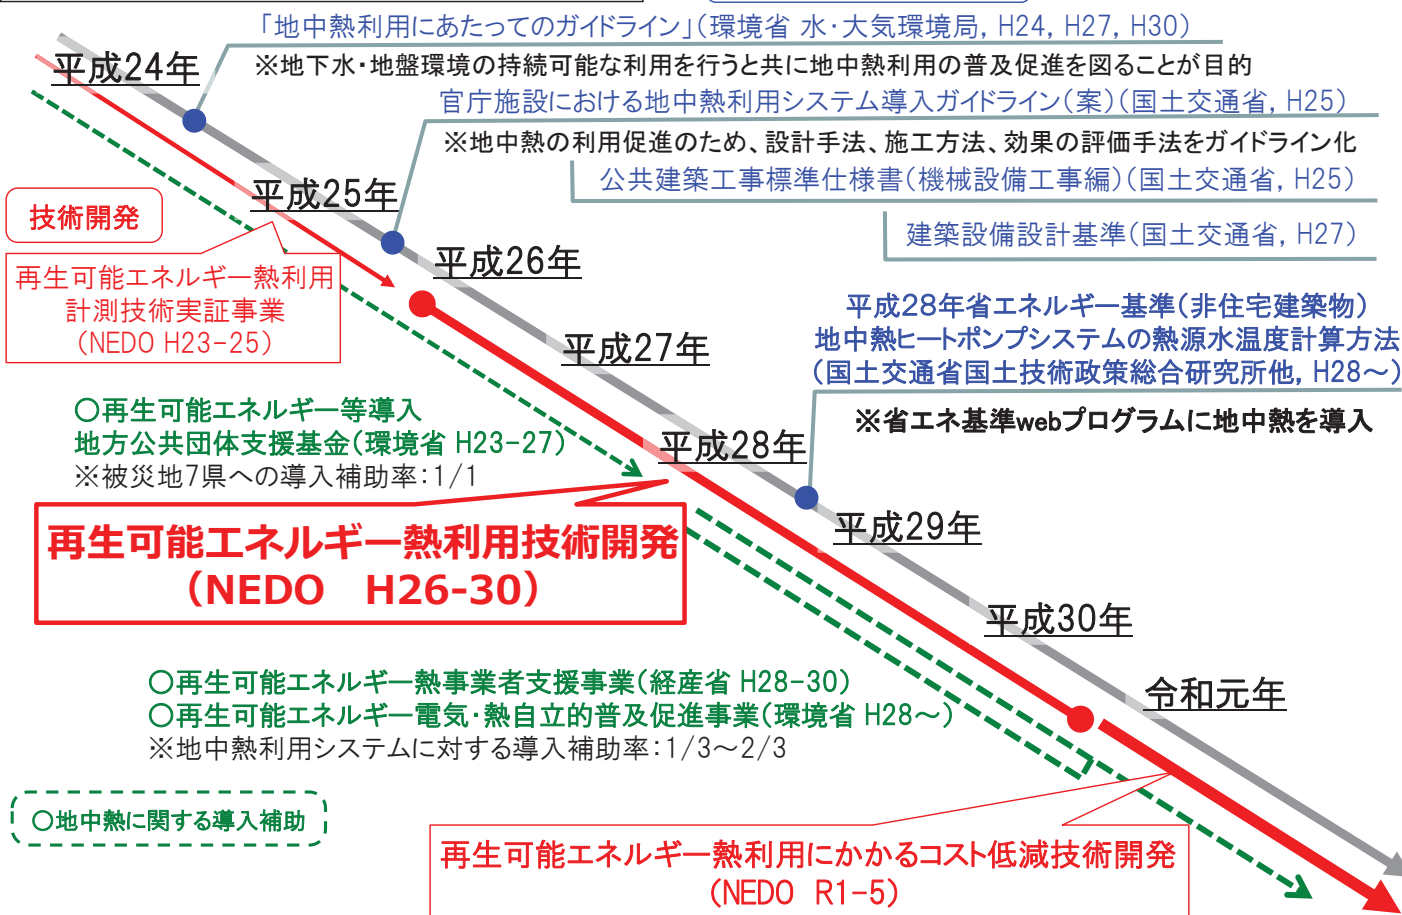 「地中熱利用にあたってのガイドライン」(環境省 水・大気環境局, H24, H27, H30)
平成24年
※地下水・地盤環境の持続可能な利用を行うと共に地中熱利用の普及促進を図ることが目的
官庁施設における地中熱利用システム導入ガイドライン(案)(国土交通省, H25)
※地中熱の利用促進のため、設計手法、施工方法、効果の評価手法をガイドライン化
平成25年
公共建築工事標準仕様書(機械設備工事編)(国土交通省, H25)
技術開発
建築設備設計基準(国土交通省, H27)
平成26年
再生可能エネルギー熱利用
計測技術実証事業
(NEDO H23-25)
平成28年省エネルギー基準(非住宅建築物)
地中熱ヒートポンプシステムの熱源水温度計算方法
(国土交通省国土技術政策総合研究所他, H28～)
平成27年
※省エネ基準webプログラムに地中熱を導入
○再生可能エネルギー等導入
地方公共団体支援基金(環境省 H23-27)
※被災地7県への導入補助率:1/1
平成28年
平成29年
再生可能エネルギー熱利用技術開発
(NEDO H26-30)
平成30年
○再生可能エネルギー熱事業者支援事業(経産省 H28-30)
○再生可能エネルギー電気・熱自立的普及促進事業(環境省 H28～)
※地中熱利用システムに対する導入補助率:1/3～2/3
令和元年
○地中熱に関する導入補助
再生可能エネルギー熱利用にかかるコスト低減技術開発
(NEDO R1-5)